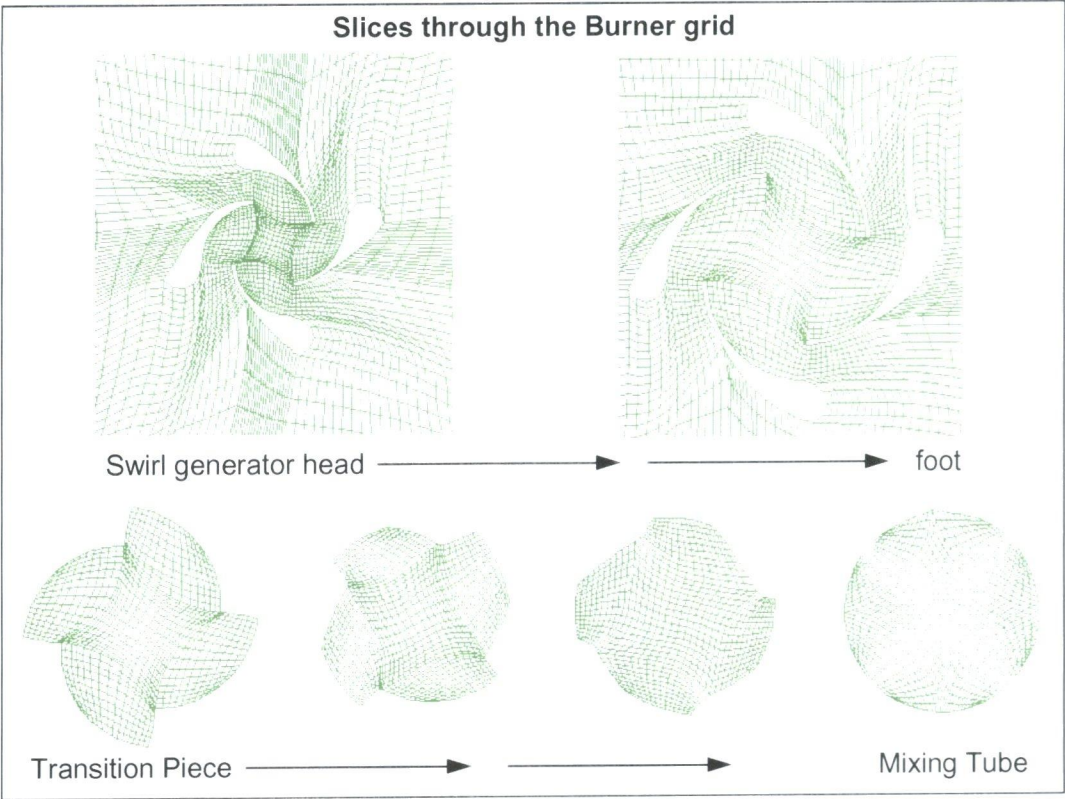 Slices through the Burner grid
Swirl generator head
foot
Transition Piece
Mixing Tube